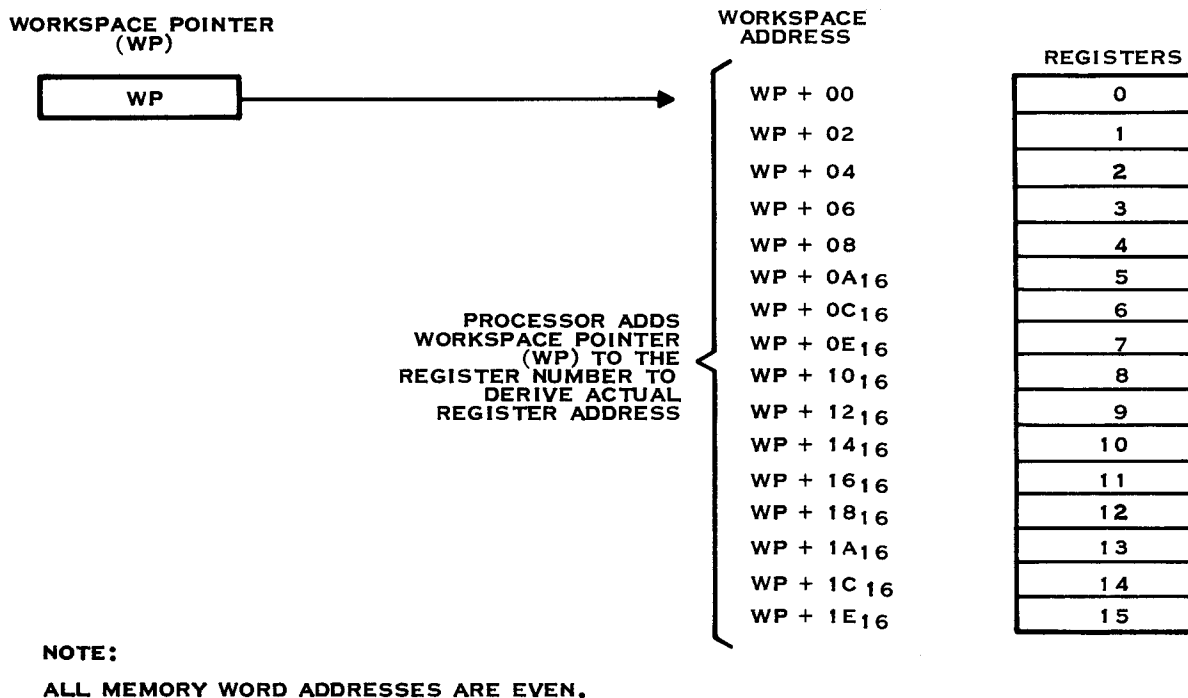 WORKSPACE POINTER
(WP)
WP
WORKSPACE
ADDRESS
REGISTERS
WP + 00
0
WP + 02
1
WP + 04
2
WP + 06
3
WP + 08
4
WP + 0A16
5
WP + 0C16
6
WP + 0E16
7
WP + 1016
8
WP + 1216
9
WP + 1416
10
WP + 1616
11
WP + 1816
12
WP + 1A16
13
WP + 1C16
14
WP + 1E16
15
PROCESSOR ADDS
WORKSPACE POINTER
(WP) TO THE
REGISTER NUMBER TO
DERIVE ACTUAL
REGISTER ADDRESS
NOTE:
ALL MEMORY WORD ADDRESSES ARE EVEN.